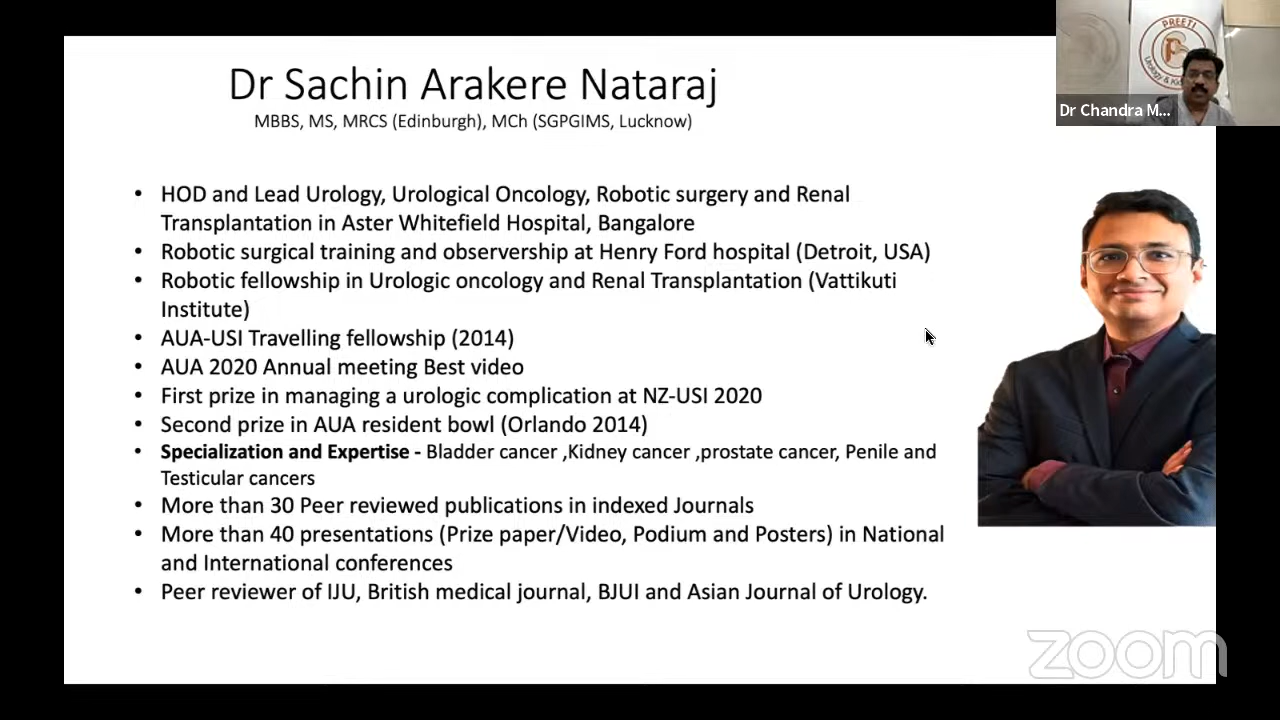 Dr Sachin Arakere Nataraj
MBBS, MS, MRCS (Edinburgh), MCh (SGPGIMS, Lucknow)
PREETI
Urology & Ki
Dr Chandra M...
• HOD and Lead Urology, Urological Oncology, Robotic surgery and Renal
Transplantation in Aster Whitefield Hospital, Bangalore
• Robotic surgical training and observership at Henry Ford hospital (Detroit, USA)
• Robotic fellowship in Urologic oncology and Renal Transplantation (Vattikuti
Institute)
• AUA-USI Travelling fellowship (2014)
• AUA 2020 Annual meeting Best video
• First prize in managing a urologic complication at NZ-USI 2020
• Second prize in AUA resident bowl (Orlando 2014)
• Specialization and Expertise - Bladder cancer ,Kidney cancer ,prostate cancer, Penile and
Testicular cancers
• More than 30 Peer reviewed publications in indexed Journals
• More than 40 presentations (Prize paper/Video, Podium and Posters) in National
and International conferences
• Peer reviewer of IJU, British medical journal, BJUI and Asian Journal of Urology.
zoom